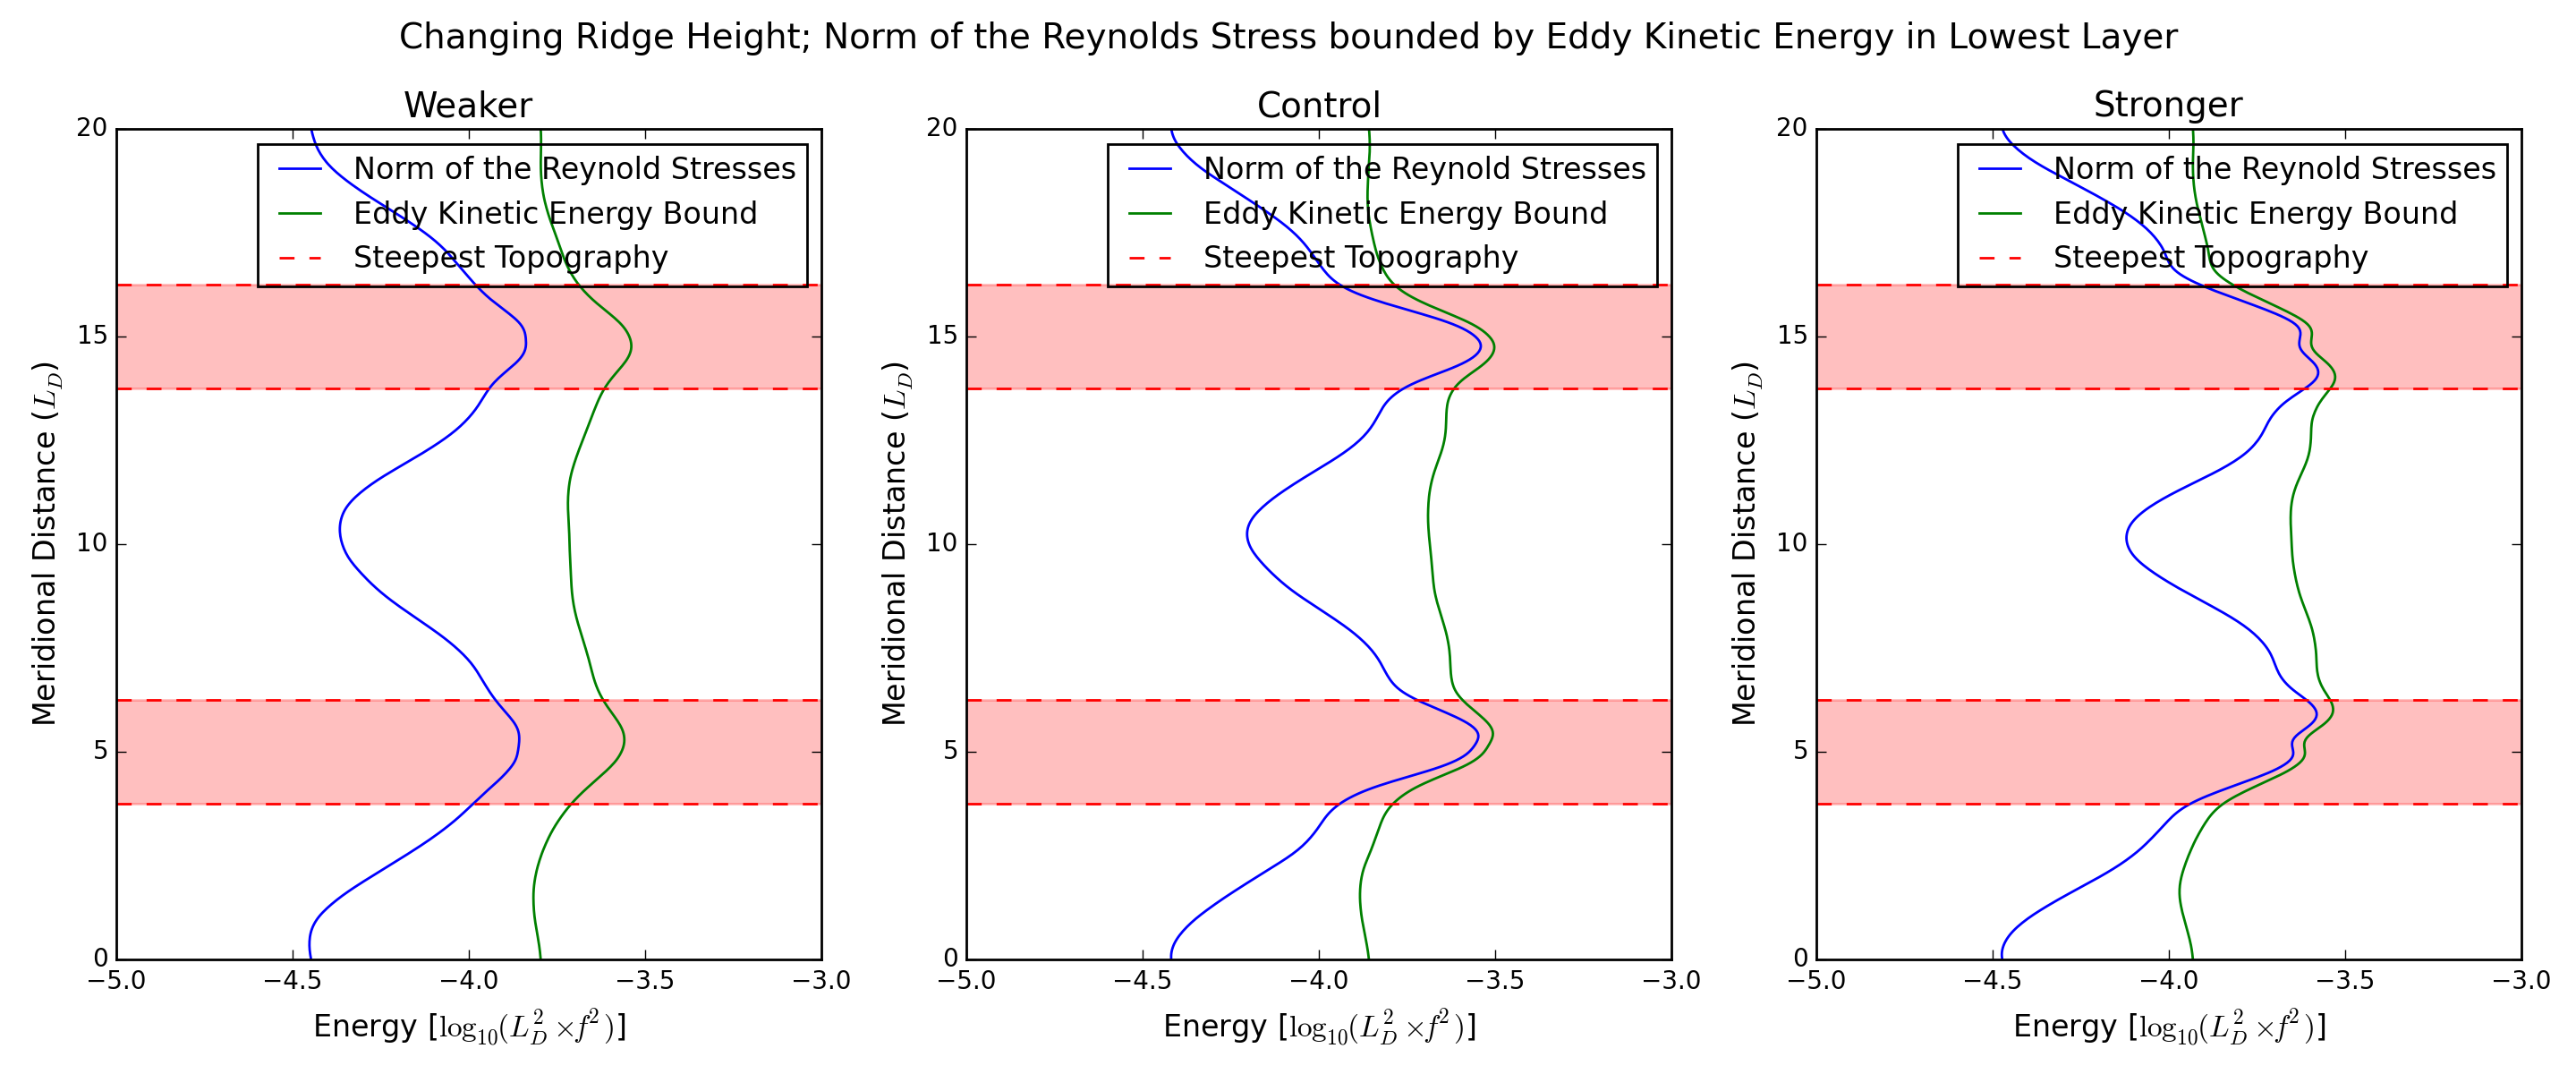 Changing Ridge Height; Norm of the Reynolds Stress bounded by Eddy Kinetic Energy in Lowest Layer
Weaker
20
15
10
5
0
−5.0 −4.5 −4.0 −3.5 −3.0
Meridional Distance (L_D)
Energy [log10(L_D^2 × f^2)]
Norm of the Reynold Stresses
Eddy Kinetic Energy Bound
Steepest Topography
Control
20
15
10
5
0
−5.0 −4.5 −4.0 −3.5 −3.0
Meridional Distance (L_D)
Energy [log10(L_D^2 × f^2)]
Norm of the Reynold Stresses
Eddy Kinetic Energy Bound
Steepest Topography
Stronger
20
15
10
5
0
−5.0 −4.5 −4.0 −3.5 −3.0
Meridional Distance (L_D)
Energy [log10(L_D^2 × f^2)]
Norm of the Reynold Stresses
Eddy Kinetic Energy Bound
Steepest Topography